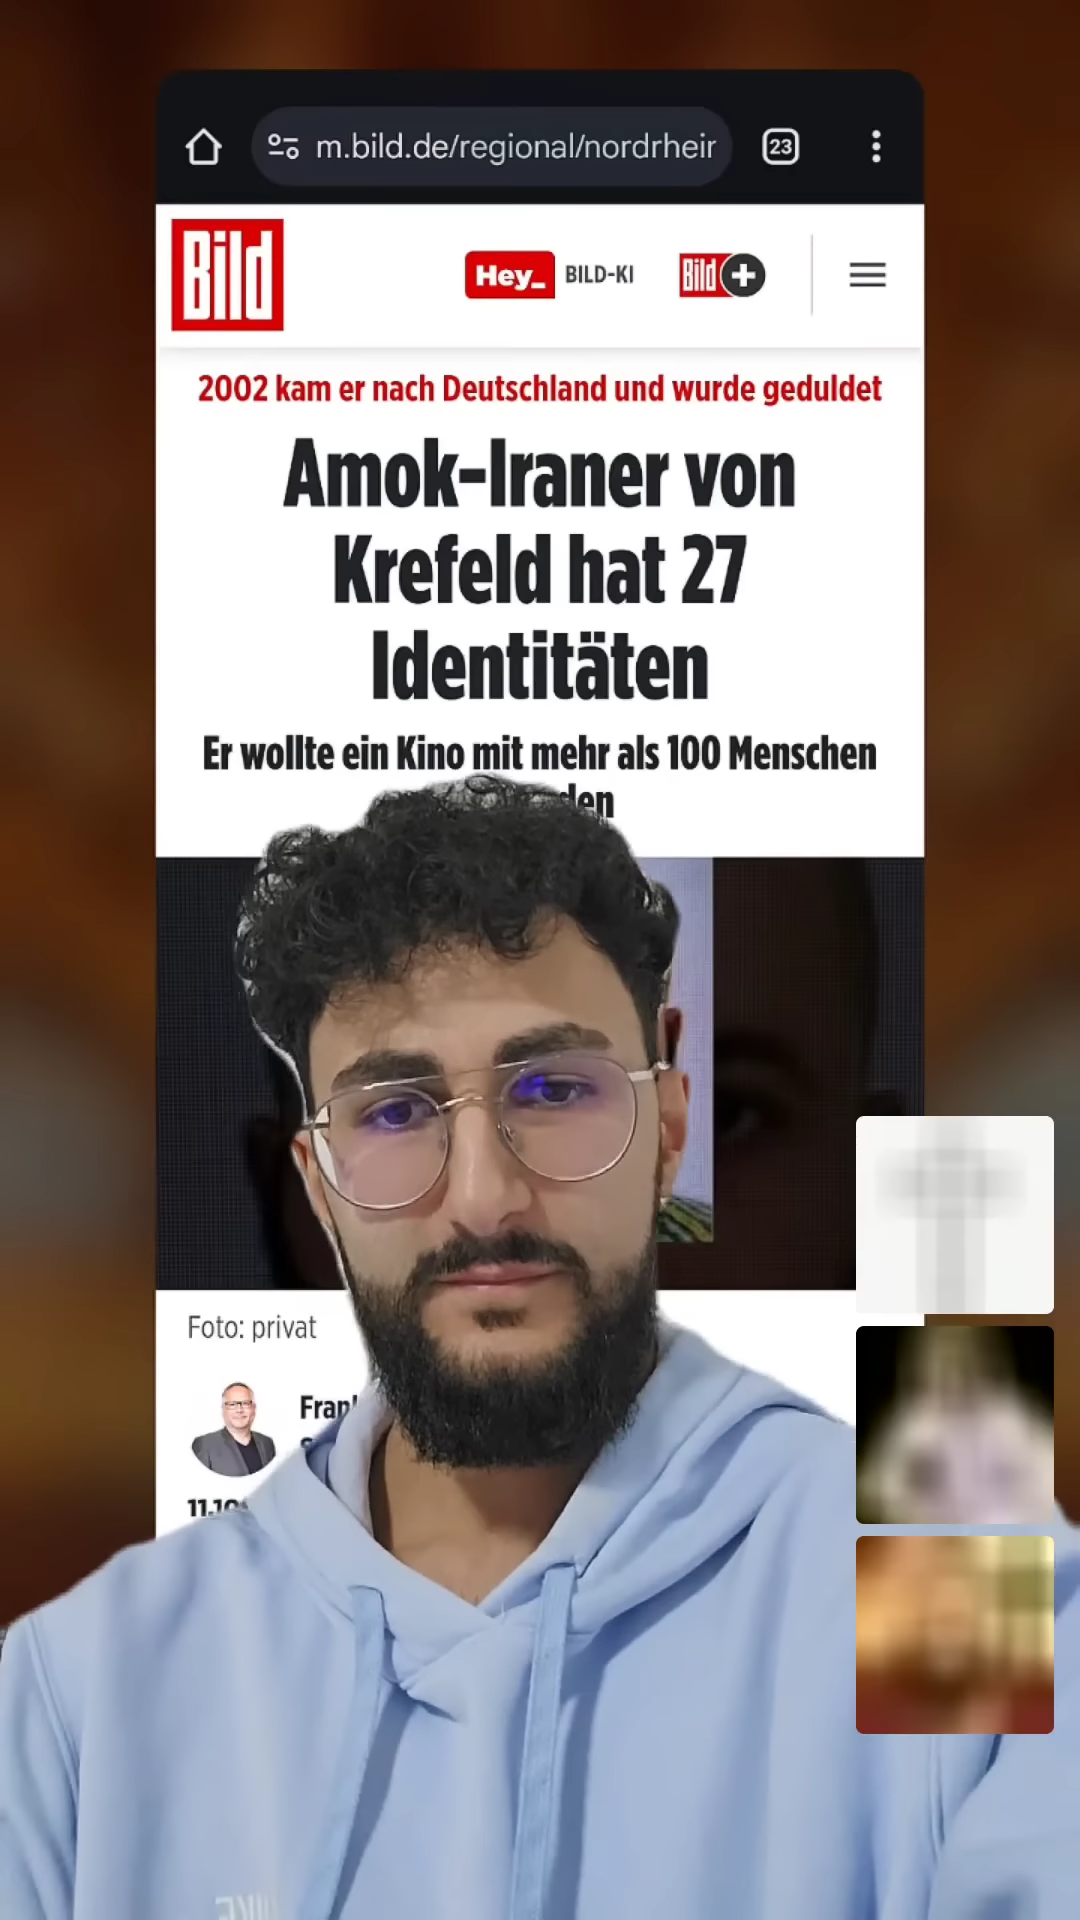 23
m.bild.de/regional/nordrheir
Bild
Hey_
BILD-KI
Bild+
2002 kam er nach Deutschland und wurde geduldet
Amok-Iraner von
Krefeld hat 27
Identitäten
Er wollte ein Kino mit mehr als 100 Menschen
Foto: privat